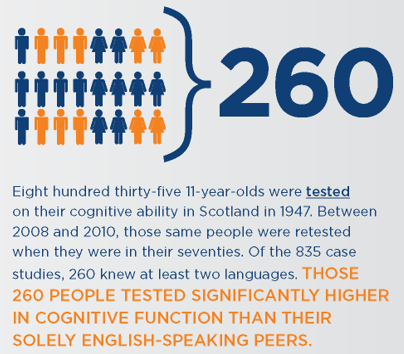 260
Eight hundred thirty-five 11-year-olds were tested
on their cognitive ability in Scotland in 1947. Between
2008 and 2010, those same people were retested
when they were in their seventies. Of the 835 case
studies, 260 knew at least two languages. THOSE
260 PEOPLE TESTED SIGNIFICANTLY HIGHER
IN COGNITIVE FUNCTION THAN THEIR
SOLELY ENGLISH-SPEAKING PEERS.